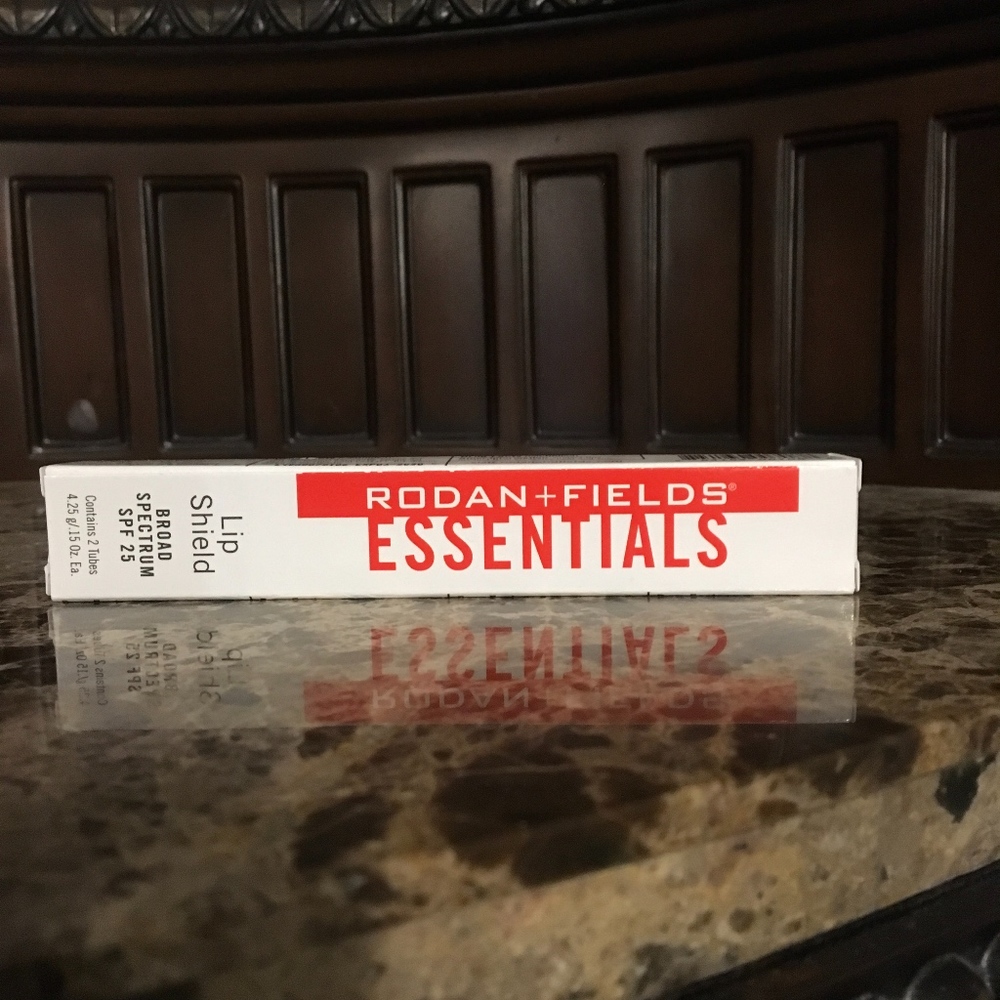 RODAN+FIELDS®
ESSENTIALS
Lip
Shield
BROAD
SPECTRUM
SPF 25
Contains 2 Tubes
4.25 g/.15 Oz. Ea.